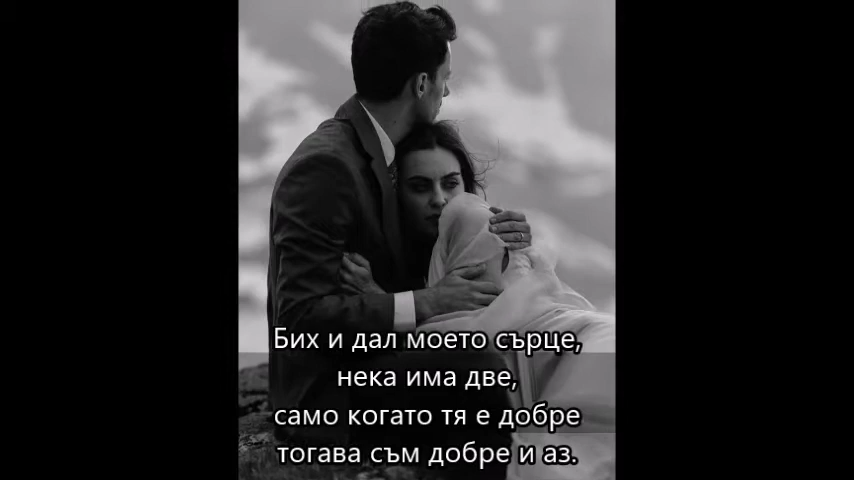 Бих и дал моето сърце,
нека има две,
само когато тя е добре
тогава съм добре и аз.